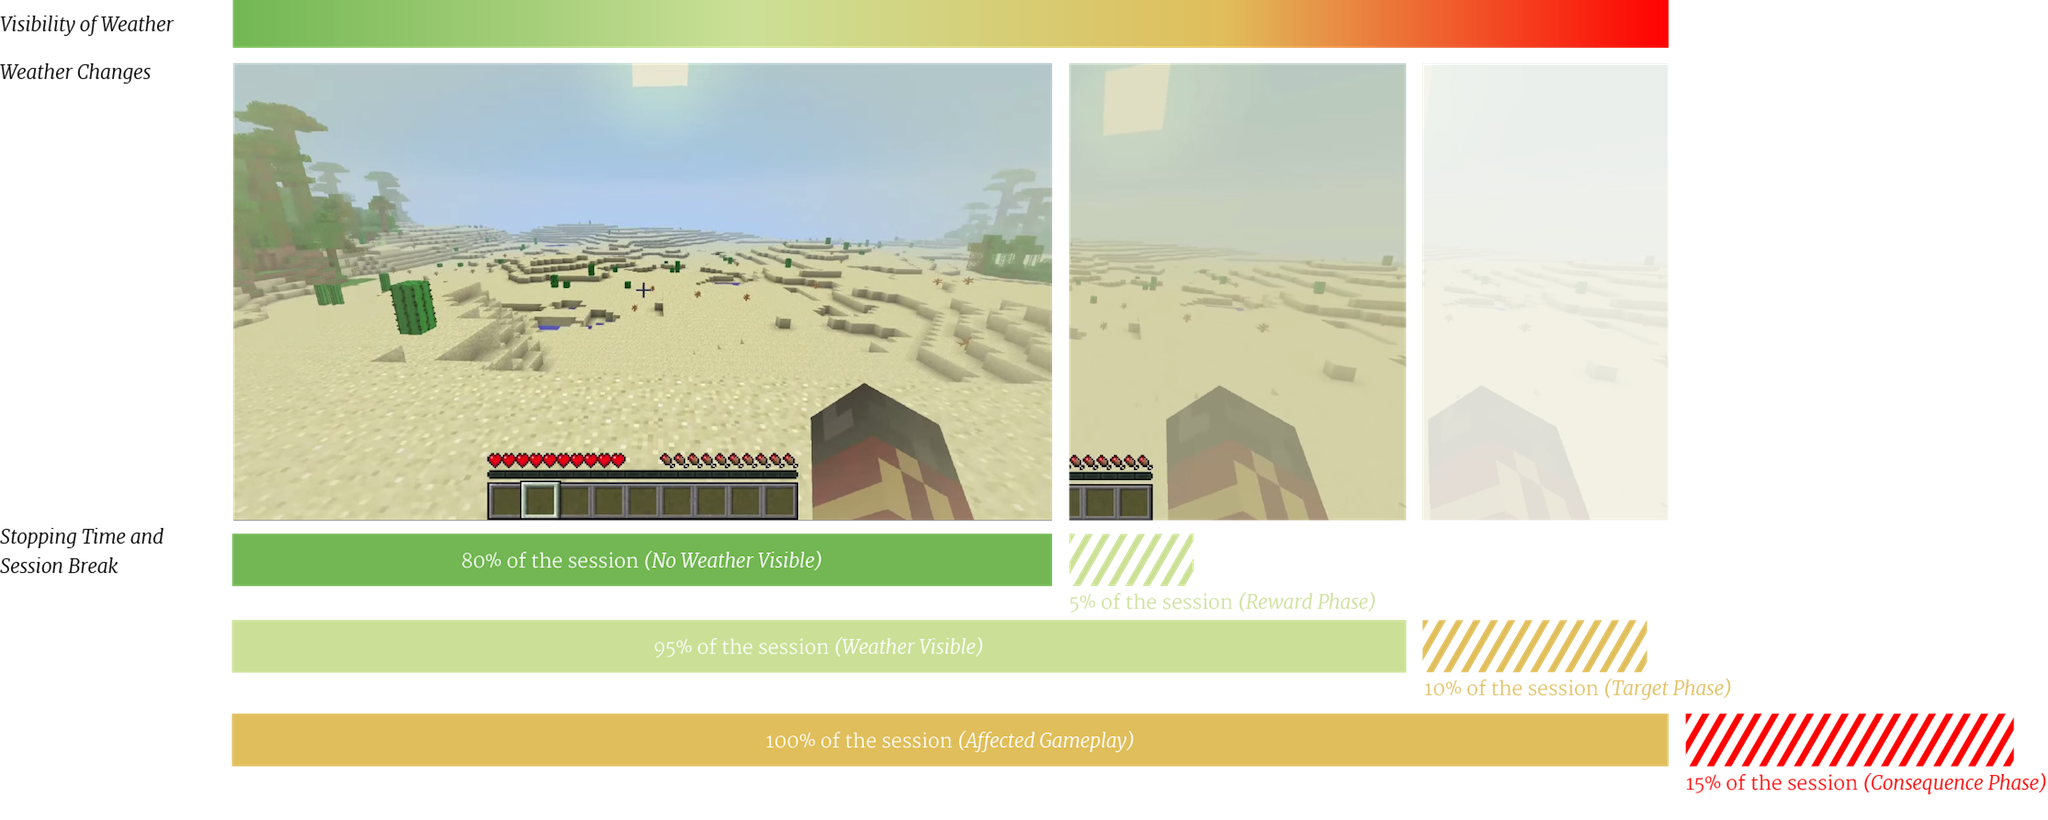 Visibility of Weather
Weather Changes
Stopping Time and
Session Break
80% of the session (No Weather Visible)
5% of the session (Reward Phase)
95% of the session (Weather Visible)
10% of the session (Target Phase)
100% of the session (Affected Gameplay)
15% of the session (Consequence Phase)